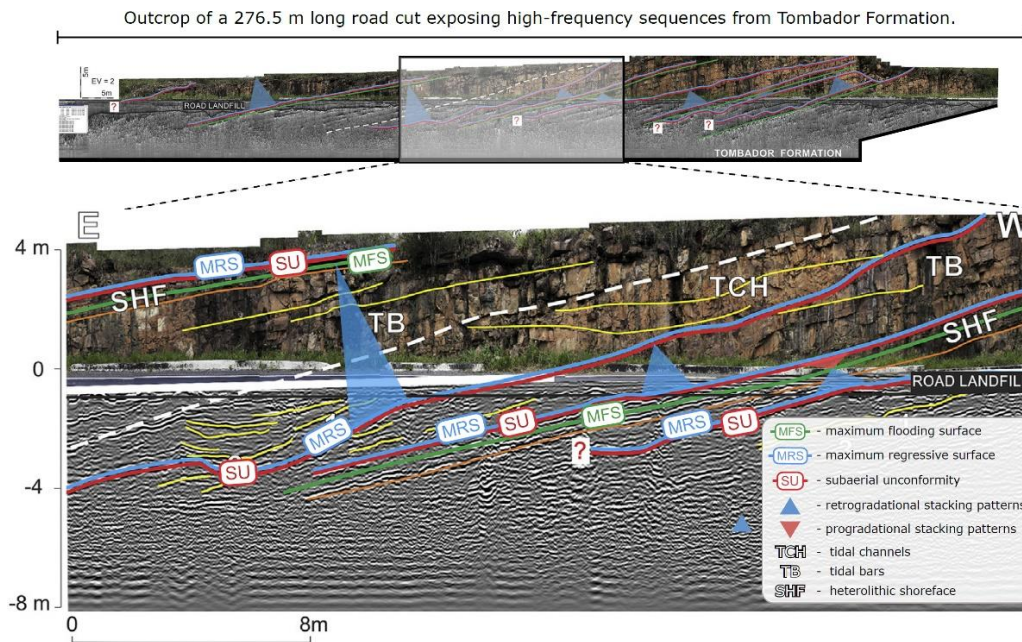 Outcrop of a 276.5 m long road cut exposing high-frequency sequences from Tombador Formation.
5m
EV = 2
5m
?
ROAD LANDFILL
?
?
?
TOMBADOR FORMATION
E
W
4 m
MRS
SU
MFS
SHF
TB
TCH
TB
SHF
0
ROAD LANDFILL
MRS
MRS
SU
MFS
MRS
SU
?
SU
-4
-8 m
0
8m
MFS - maximum flooding surface
MRS - maximum regressive surface
SU - subaerial unconformity
- retrogradational stacking patterns
- progradational stacking patterns
TCH - tidal channels
TB - tidal bars
SHF - heterolithic shoreface